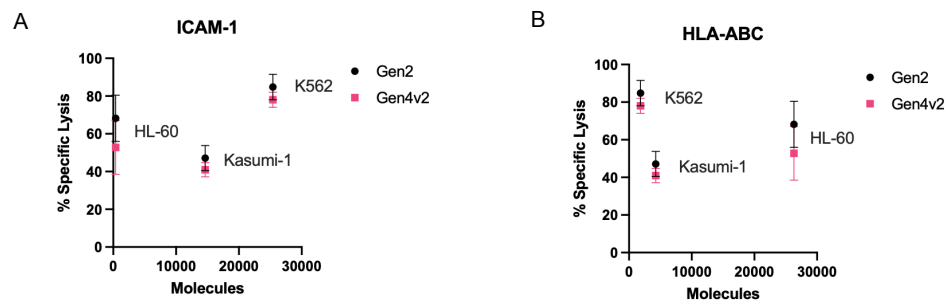 A
ICAM-1
% Specific Lysis
100
80
60
40
20
0
HL-60
Kasumi-1
K562
0
10000
20000
30000
Molecules
Gen2
Gen4v2
B
HLA-ABC
% Specific Lysis
100
80
60
40
20
0
K562
Kasumi-1
HL-60
0
10000
20000
30000
Molecules
Gen2
Gen4v2